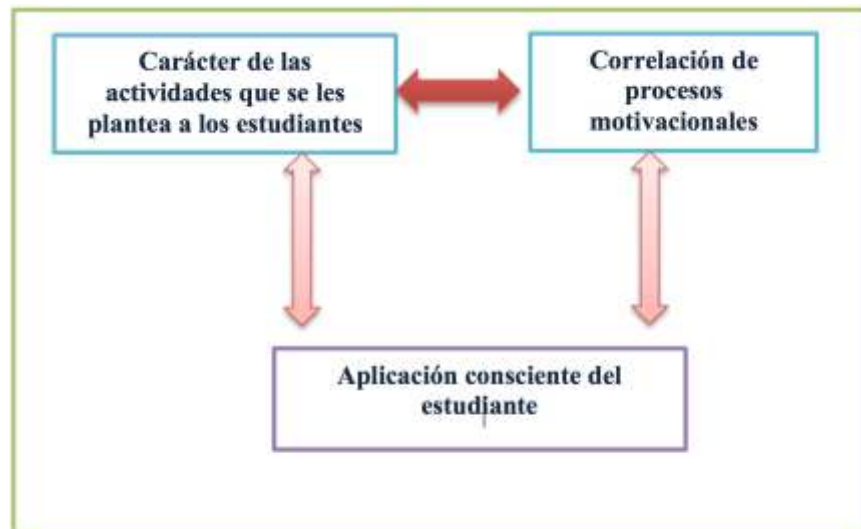 Carácter de las
actividades que se les
plantea a los estudiantes
Correlación de
procesos
motivacionales
Aplicación consciente del
estudiante